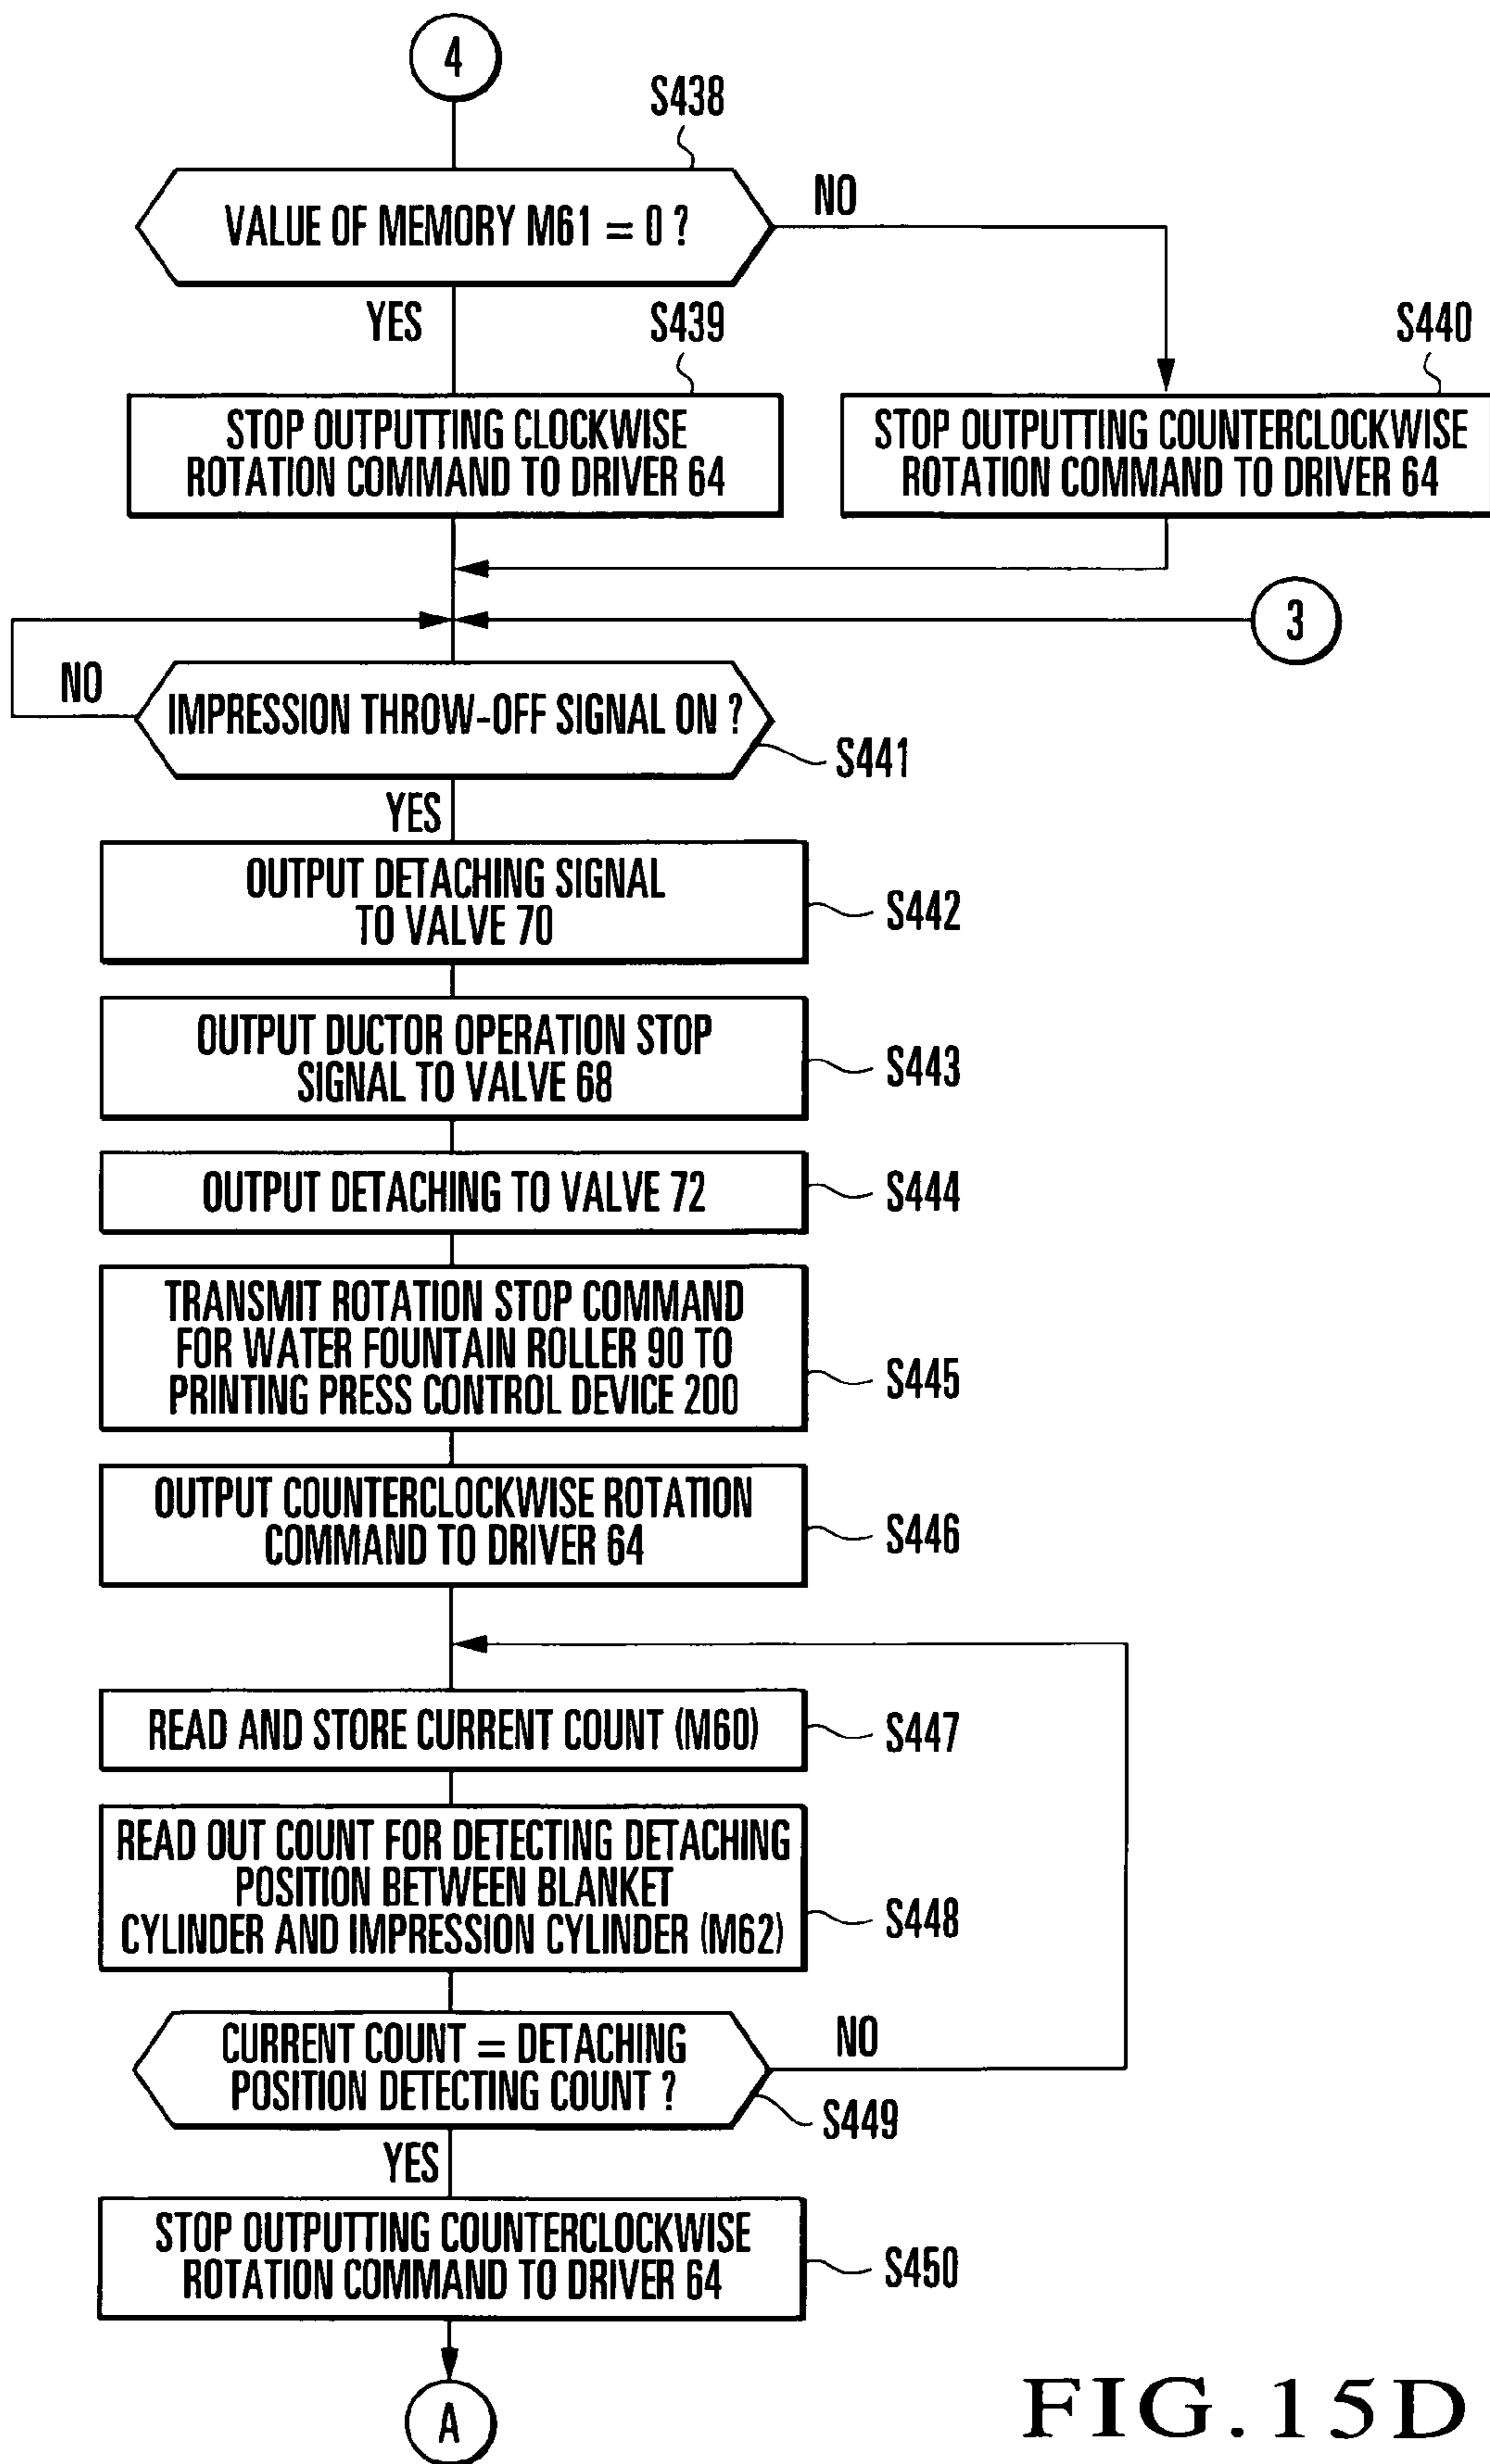 4
S438
VALUE OF MEMORY M61 = 0 ?
NO
YES
S439
S440
STOP OUTPUTTING CLOCKWISE
ROTATION COMMAND TO DRIVER 64
STOP OUTPUTTING COUNTERCLOCKWISE
ROTATION COMMAND TO DRIVER 64
3
NO
IMPRESSION THROW-OFF SIGNAL ON ?
S441
YES
OUTPUT DETACHING SIGNAL
TO VALVE 70
S442
OUTPUT DUCTOR OPERATION STOP
SIGNAL TO VALVE 68
S443
OUTPUT DETACHING TO VALVE 72
S444
TRANSMIT ROTATION STOP COMMAND
FOR WATER FOUNTAIN ROLLER 90 TO
PRINTING PRESS CONTROL DEVICE 200
S445
OUTPUT COUNTERCLOCKWISE ROTATION
COMMAND TO DRIVER 64
S446
READ AND STORE CURRENT COUNT (M60)
S447
READ OUT COUNT FOR DETECTING DETACHING
POSITION BETWEEN BLANKET
CYLINDER AND IMPRESSION CYLINDER (M62)
S448
CURRENT COUNT = DETACHING
POSITION DETECTING COUNT ?
NO
S449
YES
STOP OUTPUTTING COUNTERCLOCKWISE
ROTATION COMMAND TO DRIVER 64
S450
A
FIG.15D